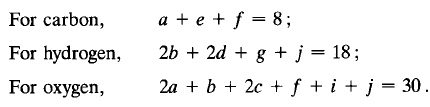 For carbon, a + e + f = 8;
For hydrogen, 2b + 2d + g + j = 18;
For oxygen, 2a + b + 2c + f + i + j = 30.